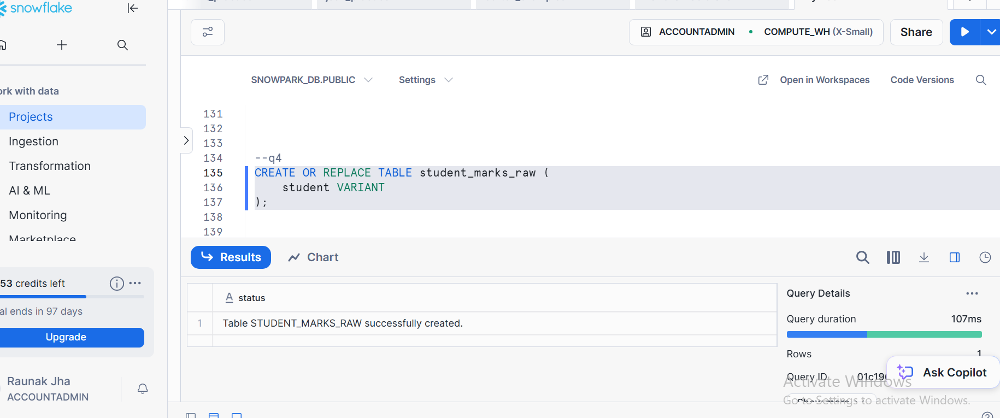 snowflake
ACCOUNTADMIN • COMPUTE_WH (X-Small)
Share
SNOWPARK_DB.PUBLIC
Settings
Open in Workspaces
Code Versions
ork with data
Projects
Ingestion
Transformation
AI & ML
Monitoring
Marketplace
53 credits left
al ends in 97 days
Upgrade
Raunak Jha
ACCOUNTADMIN
131
132
133
134 --q4
135 CREATE OR REPLACE TABLE student_marks_raw (
136 student VARIANT
137 );
138
139
Results
Chart
A status
1 Table STUDENT_MARKS_RAW successfully created.
Query Details
Query duration 107ms
Rows 1
Query ID 01c196
Ask Copilot
Activate Windows
Go to Settings to activate Windows.